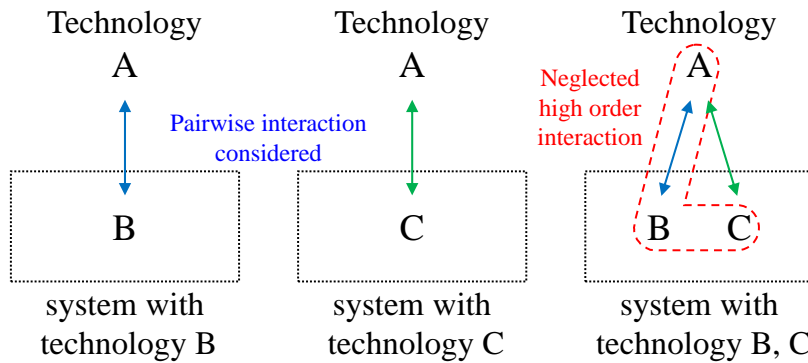 Technology
A
B
system with
technology B
Pairwise interaction
considered
Technology
A
C
system with
technology C
Neglected
high order
interaction
Technology
A
B C
system with
technology B, C